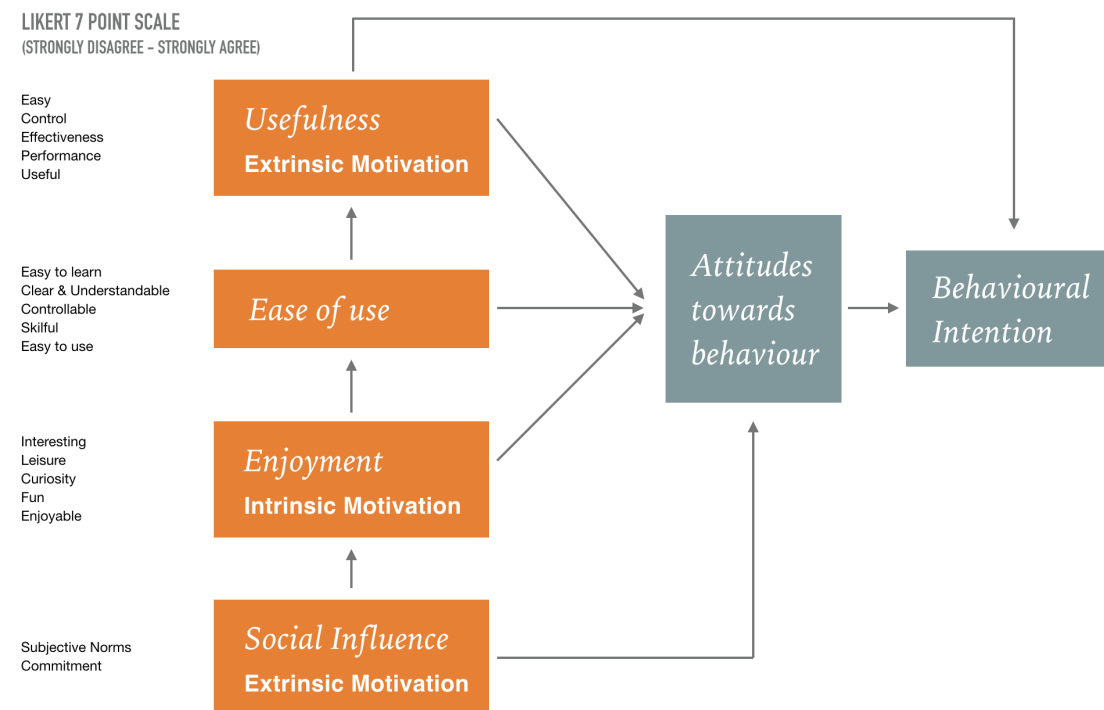 LIKERT 7 POINT SCALE
(STRONGLY DISAGREE – STRONGLY AGREE)
Easy
Control
Effectiveness
Performance
Useful
Usefulness
Extrinsic Motivation
Easy to learn
Clear & Understandable
Controllable
Skilful
Easy to use
Ease of use
Interesting
Leisure
Curiosity
Fun
Enjoyable
Enjoyment
Intrinsic Motivation
Subjective Norms
Commitment
Social Influence
Extrinsic Motivation
Attitudes
towards
behaviour
Behavioural
Intention